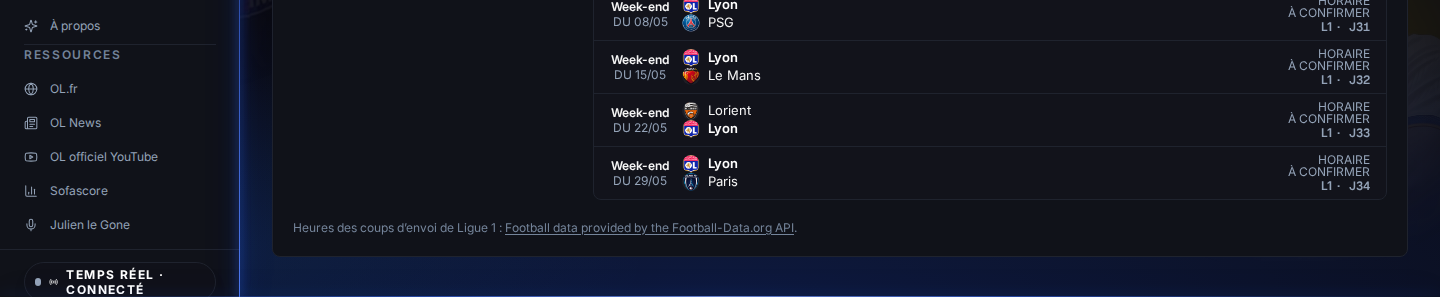 À propos
RESSOURCES
OL.fr
OL News
OL officiel YouTube
Sofascore
Julien le Gone
TEMPS RÉEL ·
CONNECTÉ
Week-end
DU 08/05
Lyon
PSG
HORAIRE
À CONFIRMER
L1 · J31
Week-end
DU 15/05
Lyon
Le Mans
HORAIRE
À CONFIRMER
L1 · J32
Week-end
DU 22/05
Lorient
Lyon
HORAIRE
À CONFIRMER
L1 · J33
Week-end
DU 29/05
Lyon
Paris
HORAIRE
À CONFIRMER
L1 · J34
Heures des coups d’envoi de Ligue 1 : Football data provided by the Football-Data.org API.